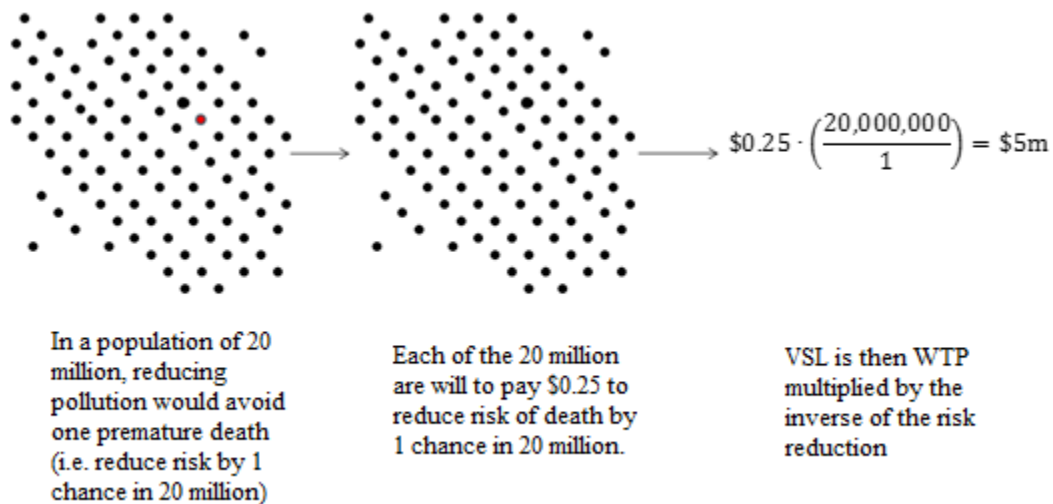 $0.25 · (20,000,000/1) = $5m
In a population of 20
million, reducing
pollution would avoid
one premature death
(i.e. reduce risk by 1
chance in 20 million)
Each of the 20 million
are will to pay $0.25 to
reduce risk of death by
1 chance in 20 million.
VSL is then WTP
multiplied by the
inverse of the risk
reduction